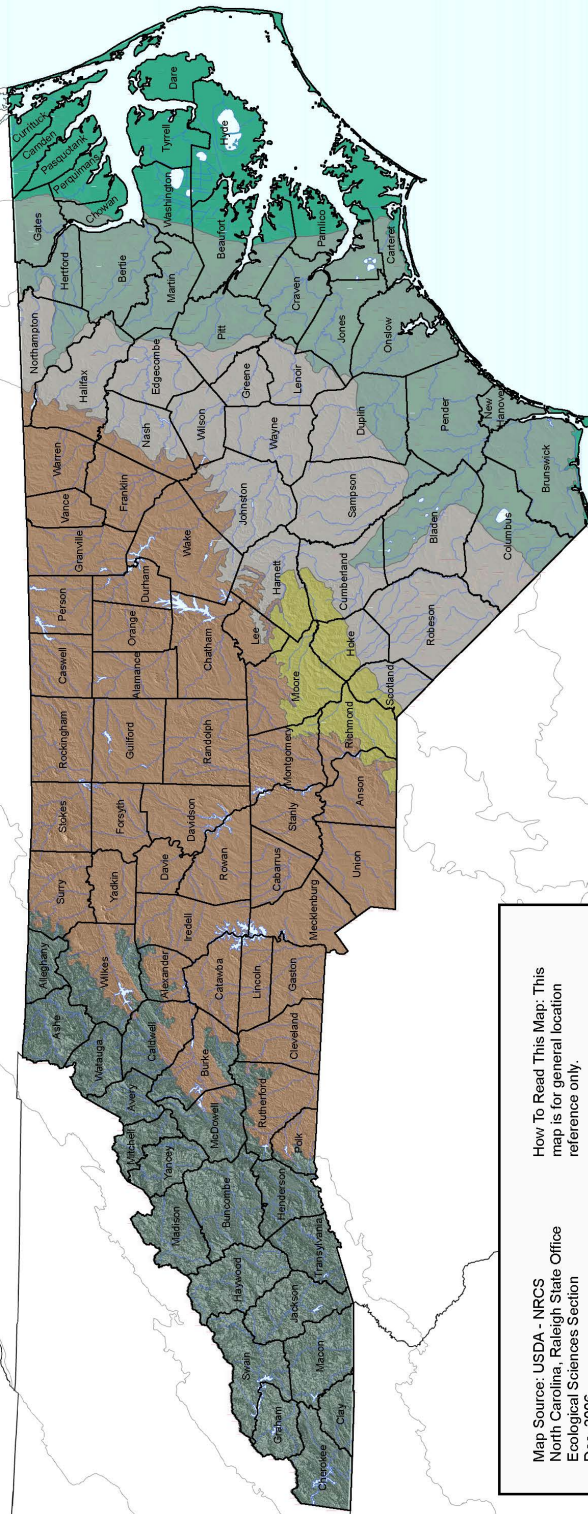 Cherokee
Graham
Clay
Swain
Macon
Jackson
Haywood
Transylvania
Madison
Buncombe
Henderson
Yancey
Mitchell
McDowell
Polk
Rutherford
Avery
Burke
Cleveland
Watauga
Caldwell
Ashe
Alleghany
Wilkes
Alexander
Catawba
Lincoln
Gaston
Surry
Yadkin
Iredell
Mecklenburg
Davie
Rowan
Cabarrus
Union
Stokes
Forsyth
Davidson
Stanly
Anson
Rockingham
Guilford
Randolph
Montgomery
Richmond
Caswell
Alamance
Chatham
Moore
Scotland
Person
Orange
Durham
Lee
Hoke
Robeson
Granville
Vance
Wake
Harnett
Cumberland
Bladen
Columbus
Warren
Franklin
Johnston
Sampson
Brunswick
Halifax
Nash
Wilson
Wayne
Duplin
Pender
New
Hanover
Northampton
Edgecombe
Greene
Lenoir
Jones
Onslow
Hertford
Bertie
Martin
Pitt
Craven
Carteret
Gates
Chowan
Washington
Beaufort
Pamlico
Perquimans
Pasquotank
Camden
Currituck
Tyrrell
Hyde
Dare
Map Source: USDA - NRCS
North Carolina, Raleigh State Office
Ecological Sciences Section
How To Read This Map: This
map is for general location
reference only.